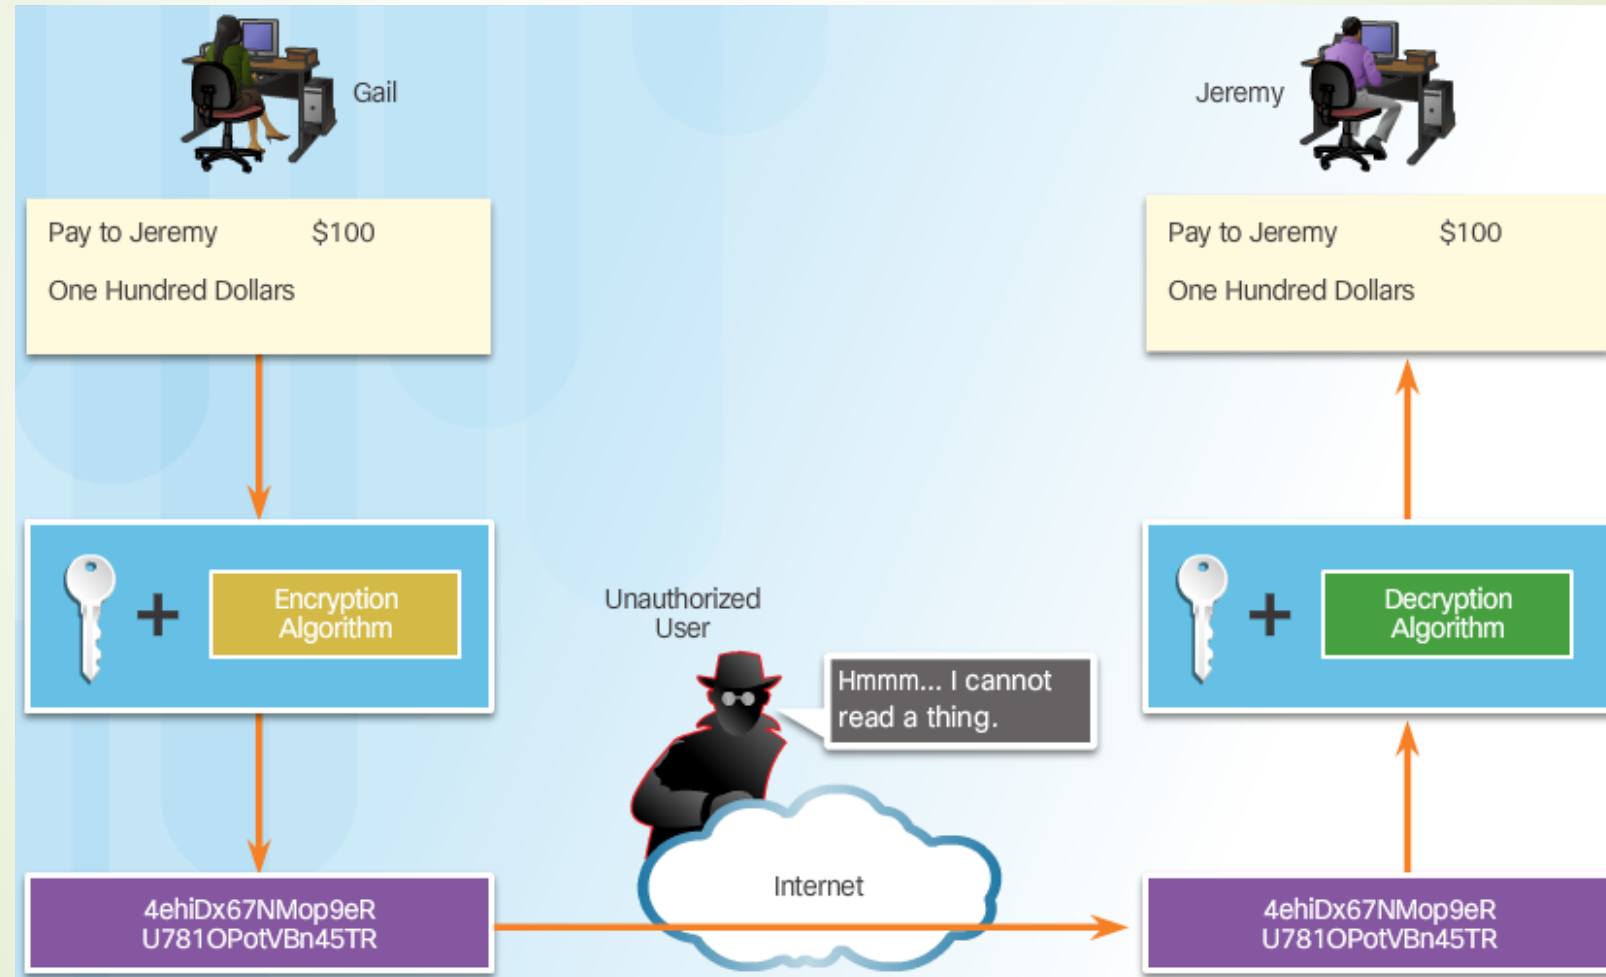 Gail
Jeremy
Pay to Jeremy $100
One Hundred Dollars
Pay to Jeremy $100
One Hundred Dollars
Encryption
Algorithm
Unauthorized
User
Hmmm... I cannot
read a thing.
Decryption
Algorithm
Internet
4ehiDx67NMop9eR
U781OPotVBn45TR
4ehiDx67NMop9eR
U781OPotVBn45TR